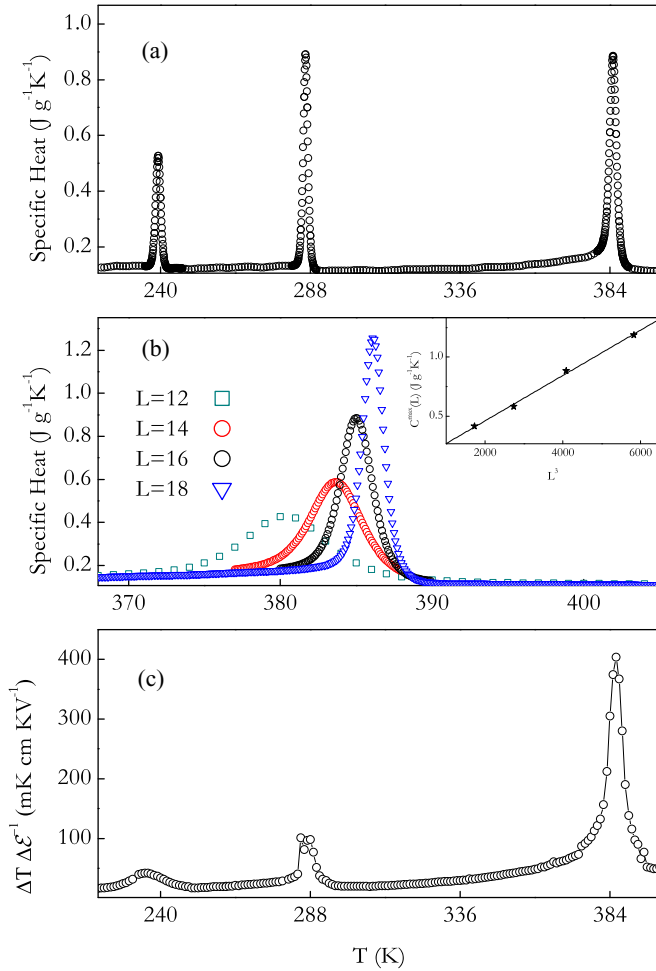 (a)
Specific Heat (J g⁻¹K⁻¹)
1.0
0.8
0.6
0.4
0.2
240 288 336 384
(b)
Specific Heat (J g⁻¹K⁻¹)
1.2
1.0
0.8
0.6
0.4
0.2
L=12
L=14
L=16
L=18
Cᵐᵃˣ(L) (J g⁻¹K⁻¹)
1.0
0.5
2000 4000 6000
L³
370 380 390 400
(c)
ΔT Δℰ⁻¹ (mK cm KV⁻¹)
400
300
200
100
240 288 336 384
T (K)